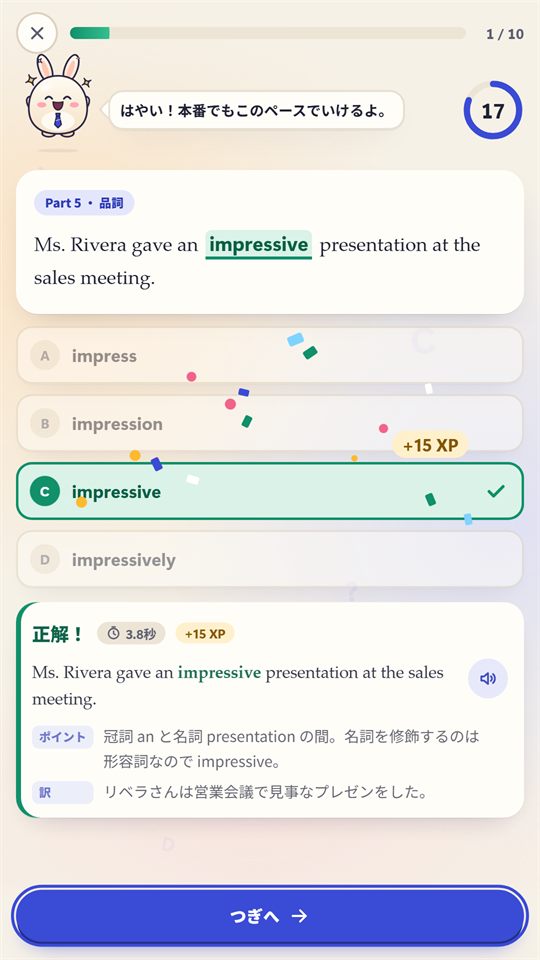 1 / 10
はやい！本番でもこのペースでいけるよ。
17
Part 5 • 品詞
Ms. Rivera gave an impressive presentation at the
sales meeting.
A impress
B impression
+15 XP
C impressive
D impressively
正解！ 3.8秒 +15 XP
Ms. Rivera gave an impressive presentation at the sales
meeting.
ポイント 冠詞 an と名詞 presentation の間。名詞を修飾するのは
形容詞なので impressive。
訳 リベラさんは営業会議で見事なプレゼンをした。
つぎへ →